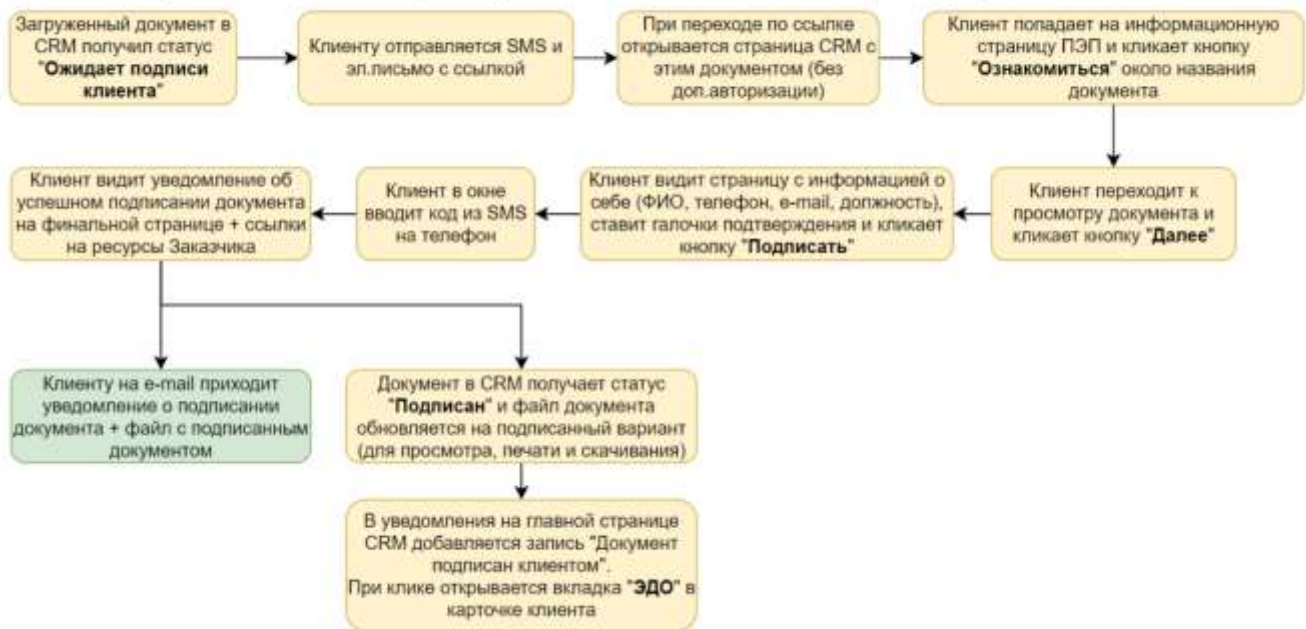 Загруженный документ в
CRM получил статус
"Ожидает подписи
клиента"
Клиенту отправляется SMS и
эл.письмо с ссылкой
При переходе по ссылке
открывается страница CRM с
этим документом (без
доп.авторизации)
Клиент попадает на информационную
страницу ПЭП и кликает кнопку
"Ознакомиться" около названия
документа
Клиент переходит к
просмотру документа и
кликает кнопку "Далее"
Клиент видит страницу с информацией о
себе (ФИО, телефон, e-mail, должность),
ставит галочки подтверждения и кликает
кнопку "Подписать"
Клиент в окне
вводит код из SMS
на телефон
Клиент видит уведомление об
успешном подписании документа
на финальной странице + ссылки
на ресурсы Заказчика
Клиенту на e-mail приходит
уведомление о подписании
документа + файл с подписанным
документом
Документ в CRM получает статус
"Подписан" и файл документа
обновляется на подписанный вариант
(для просмотра, печати и скачивания)
В уведомления на главной странице
CRM добавляется запись "Документ
подписан клиентом".
При клике открывается вкладка "ЭДО" в
карточке клиента